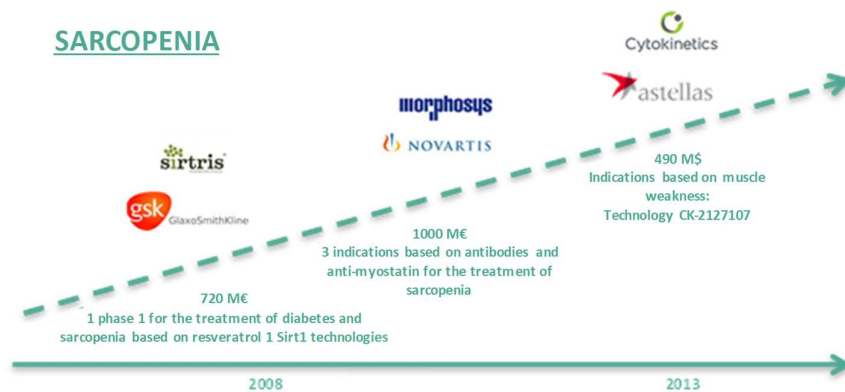 SARCOPENIA
Cytokinetics
astellas
morphosys
NOVARTIS
sirtris
gsk
GlaxoSmithKline
490 M$
Indications based on muscle
weakness:
Technology CK-2127107
1000 M€
3 indications based on antibodies and
anti-myostatin for the treatment of
sarcopenia
720 M€
1 phase 1 for the treatment of diabetes and
sarcopenia based on resveratrol 1 Sirt1 technologies
2008
2013